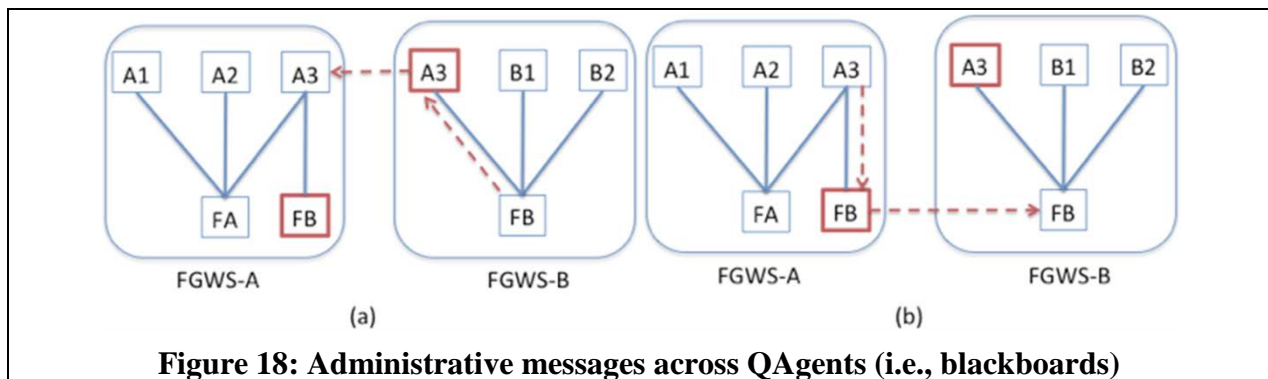 A1 A2 A3 A3 B1 B2 A1 A2 A3 A3 B1 B2
FA FB FB FA FB FB
FGWS-A FGWS-B FGWS-A FGWS-B
(a) (b)
Figure 18: Administrative messages across QAgents (i.e., blackboards)